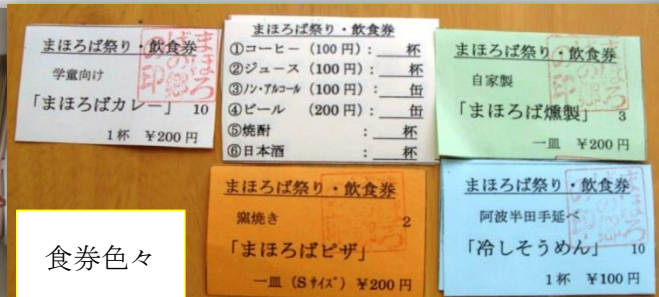 まほろば祭り・飲食券
学童向け
「まほろばカレー」 10
1杯 ¥200円
まほろばの郷の印
まほろば祭り・飲食券
①コーヒー (100円): 杯
②ジュース (100円): 杯
③ノン・アルコール (100円): 缶
④ビール (200円): 缶
⑤焼酎 : 杯
⑥日本酒 : 杯
まほろば祭り・飲食券
自家製
「まほろば燻製」 3
一皿 ¥200円
まほろば祭り・飲食券
窯焼き 2
「まほろばピザ」
一皿 (Sサイズ) ¥200円
まほろば祭り・飲食券
阿波半田手延べ
「冷しそうめん」 10
1杯 ¥100円
食券色々